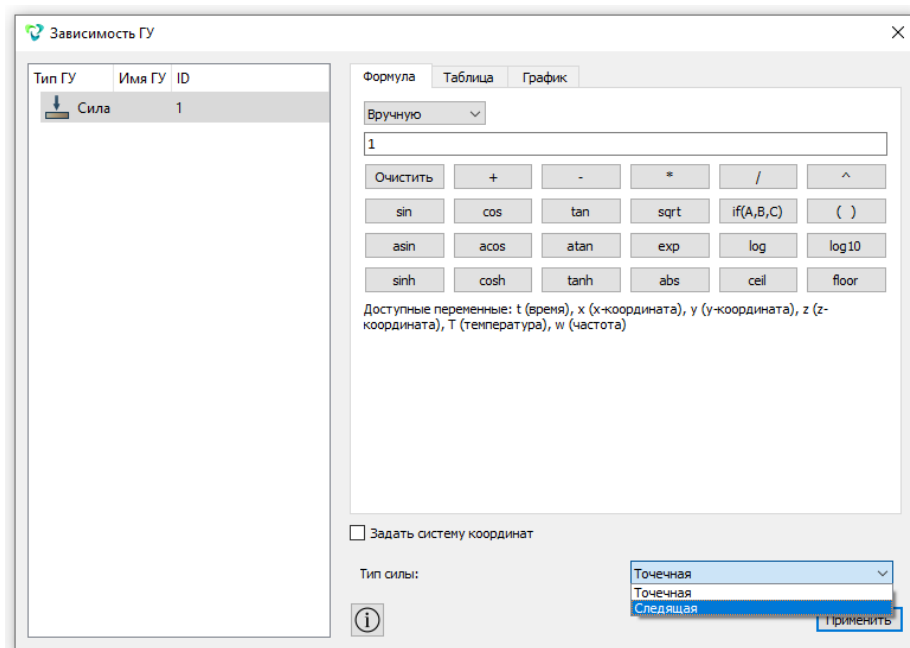 Зависимость ГУ
Тип ГУ Имя ГУ ID
Сила 1
Формула Таблица График
Вручную
1
Очистить + - * / ^
sin cos tan sqrt if(A,B,C) ( )
asin acos atan exp log log10
sinh cosh tanh abs ceil floor
Доступные переменные: t (время), x (x-координата), y (y-координата), z (z-
координата), T (температура), w (частота)
Задать систему координат
Тип силы: Точечная
Точечная
Следящая
Применить